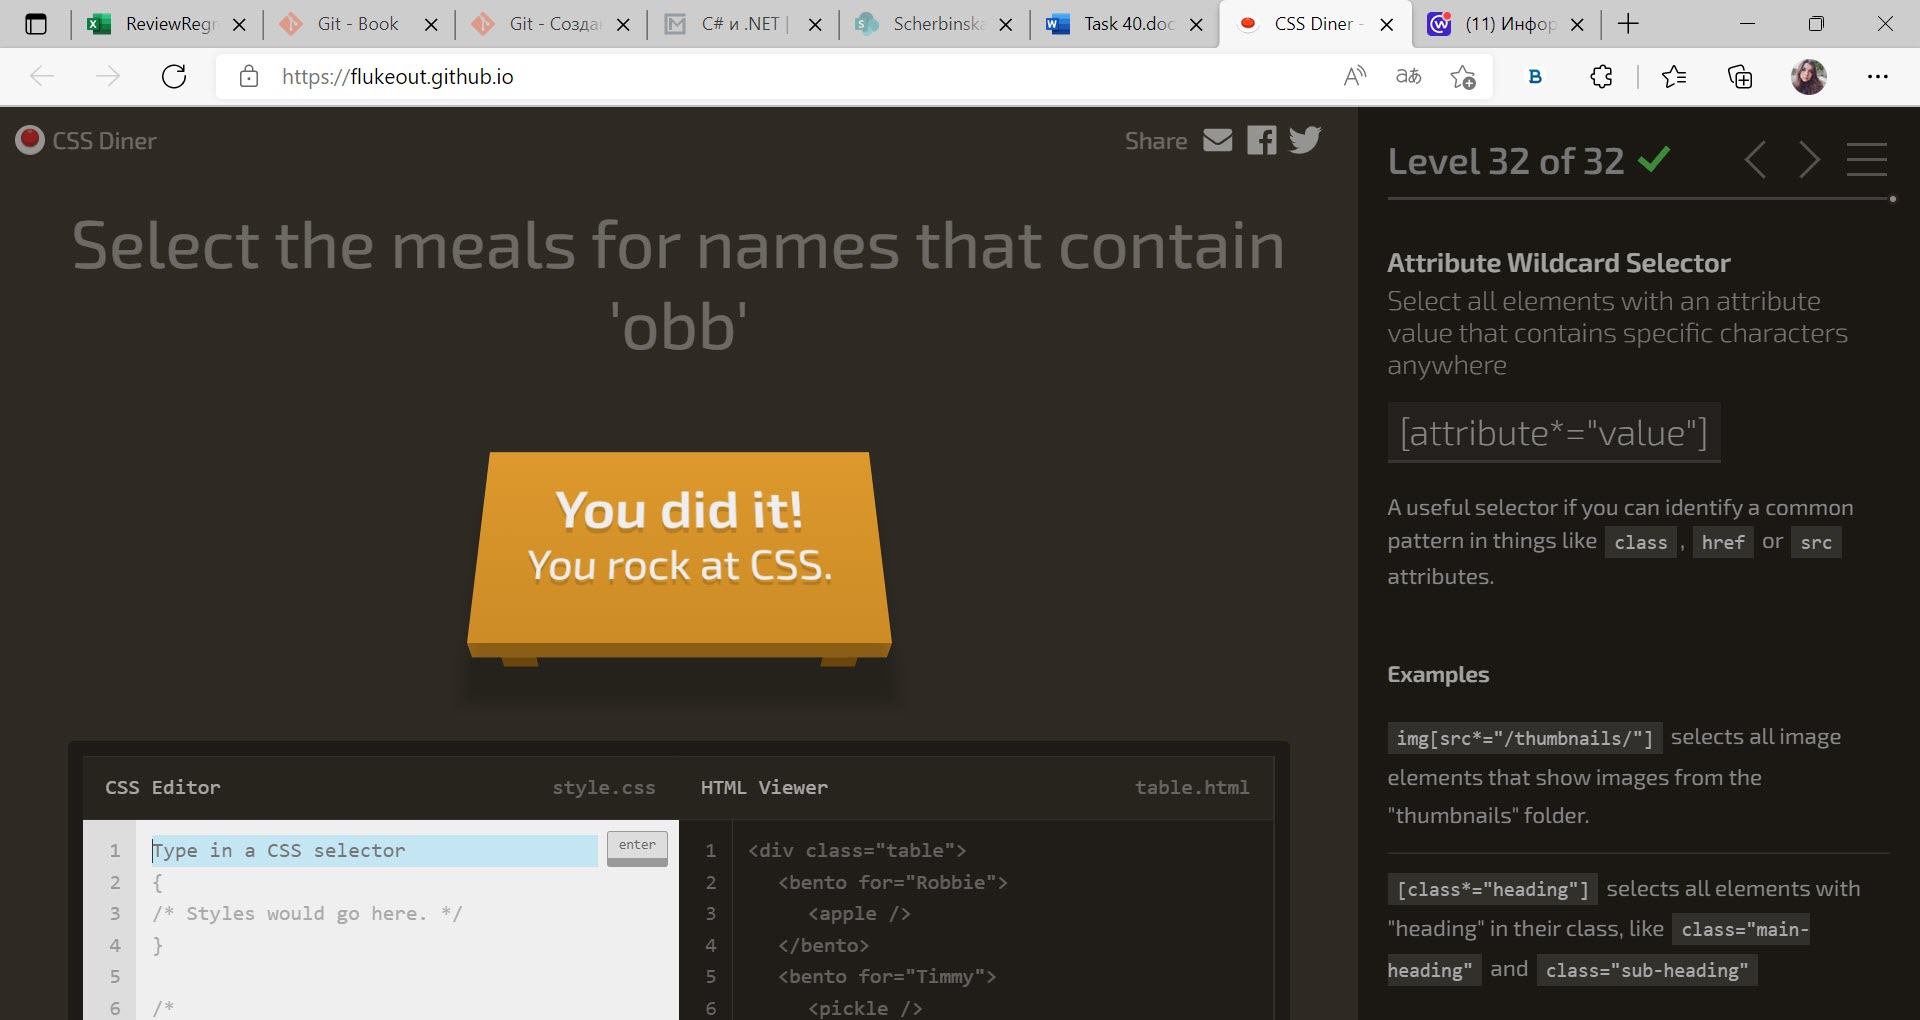 ReviewRegr
Git - Book
Git - Созда
C# и .NET |
Scherbinska
Task 40.doc
CSS Diner -
(11) Инфор
https://flukeout.github.io
CSS Diner
Share
Select the meals for names that contain
'obb'
You did it!
You rock at CSS.
CSS Editor
style.css
1 Type in a CSS selector
enter
2 {
3 /* Styles would go here. */
4 }
5
6 /*
HTML Viewer
table.html
1 <div class="table">
2 <bento for="Robbie">
3 <apple />
4 </bento>
5 <bento for="Timmy">
6 <pickle />
Level 32 of 32
Attribute Wildcard Selector
Select all elements with an attribute
value that contains specific characters
anywhere
[attribute*="value"]
A useful selector if you can identify a common
pattern in things like class , href or src
attributes.
Examples
img[src*="/thumbnails/"] selects all image
elements that show images from the
"thumbnails" folder.
[class*="heading"] selects all elements with
"heading" in their class, like class="main-
heading" and class="sub-heading"